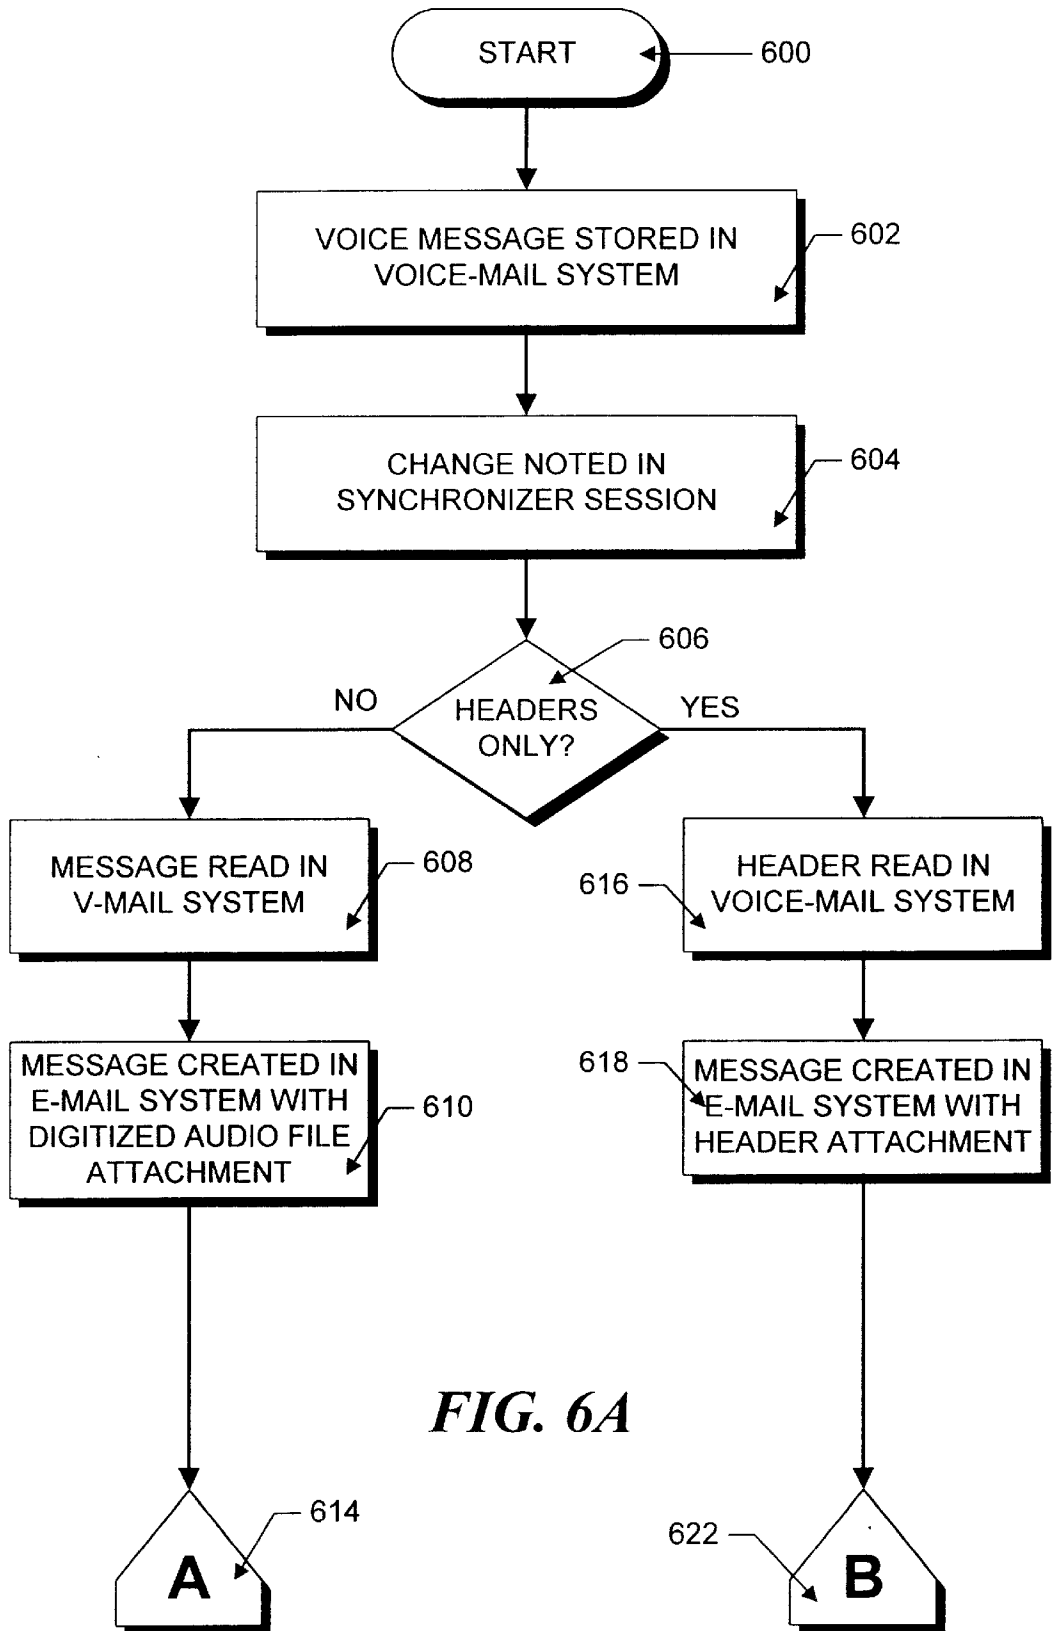 START
600
VOICE MESSAGE STORED IN
VOICE-MAIL SYSTEM
602
CHANGE NOTED IN
SYNCHRONIZER SESSION
604
606
HEADERS
ONLY?
NO
YES
MESSAGE READ IN
V-MAIL SYSTEM
608
616
HEADER READ IN
VOICE-MAIL SYSTEM
MESSAGE CREATED IN
E-MAIL SYSTEM WITH
DIGITIZED AUDIO FILE
ATTACHMENT
610
618
MESSAGE CREATED IN
E-MAIL SYSTEM WITH
HEADER ATTACHMENT
FIG. 6A
A
614
622
B